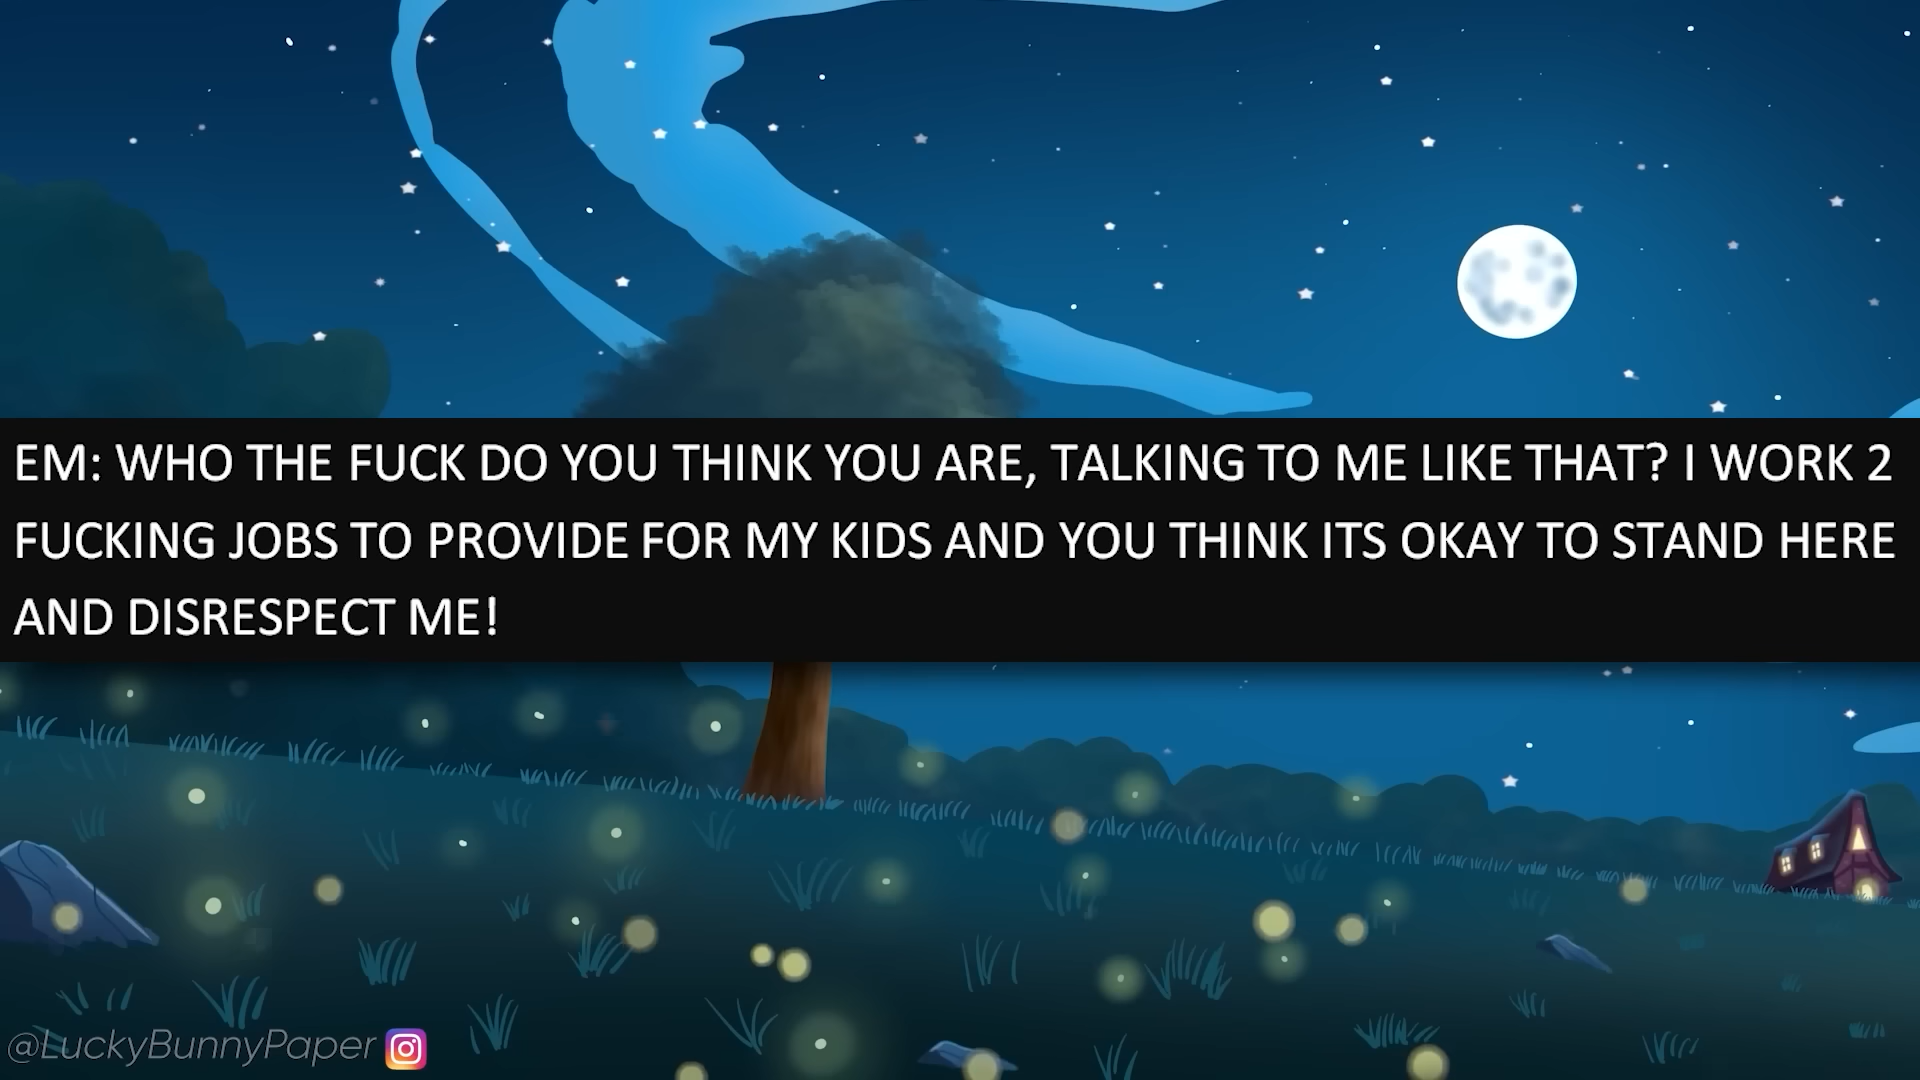 EM: WHO THE FUCK DO YOU THINK YOU ARE, TALKING TO ME LIKE THAT? I WORK 2
FUCKING JOBS TO PROVIDE FOR MY KIDS AND YOU THINK ITS OKAY TO STAND HERE
AND DISRESPECT ME!
@LuckyBunnyPaper